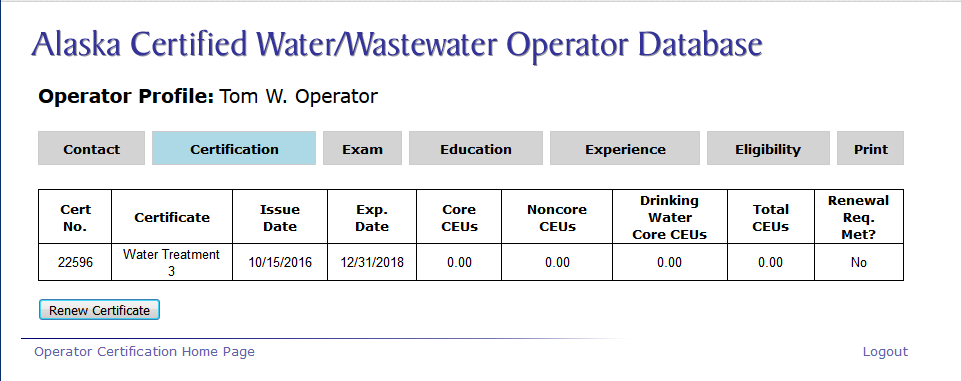 Alaska Certified Water/Wastewater Operator Database
Operator Profile: Tom W. Operator
Contact Certification Exam Education Experience Eligibility Print
Cert No. Certificate Issue Date Exp. Date Core CEUs Noncore CEUs Drinking Water Core CEUs Total CEUs Renewal Req. Met?
22596 Water Treatment 3 10/15/2016 12/31/2018 0.00 0.00 0.00 0.00 No
Renew Certificate
Operator Certification Home Page Logout